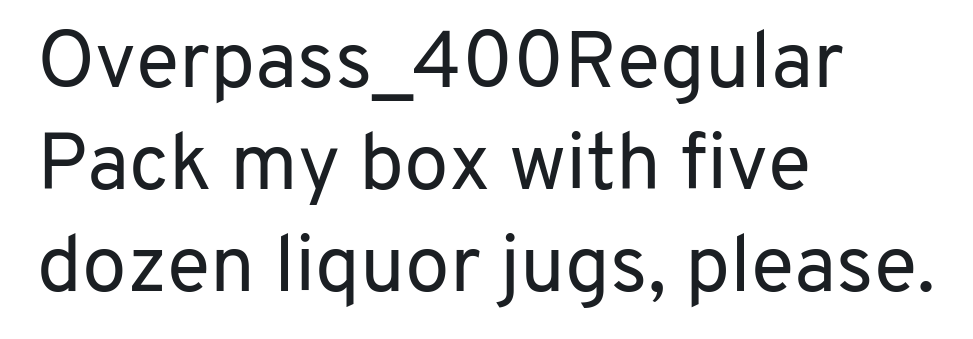 Overpass_400Regular
Pack my box with five
dozen liquor jugs, please.